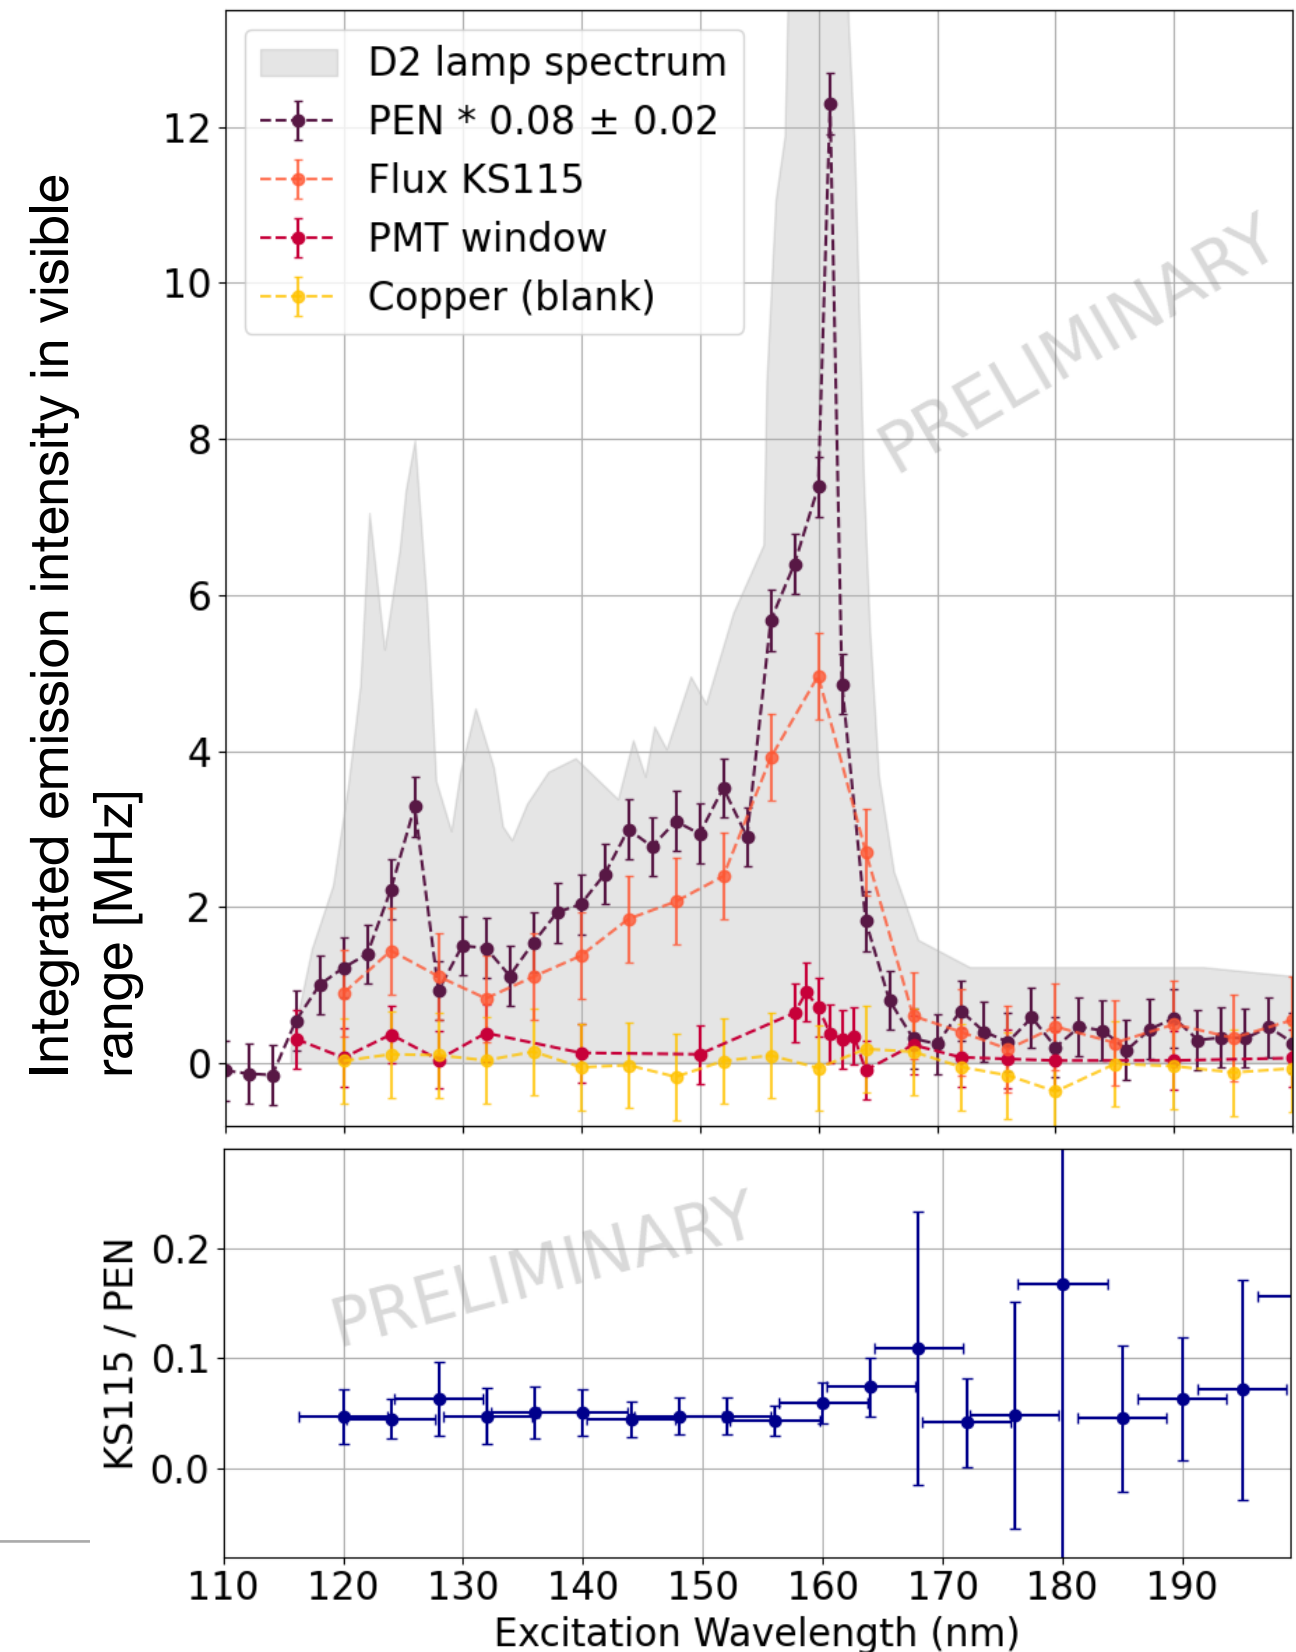 D2 lamp spectrum
PEN * 0.08 ± 0.02
Flux KS115
PMT window
Copper (blank)
PRELIMINARY
12
10
8
6
4
2
0
Integrated emission intensity in visible
range [MHz]
PRELIMINARY
0.2
0.1
0.0
KS115 / PEN
110 120 130 140 150 160 170 180 190
Excitation Wavelength (nm)